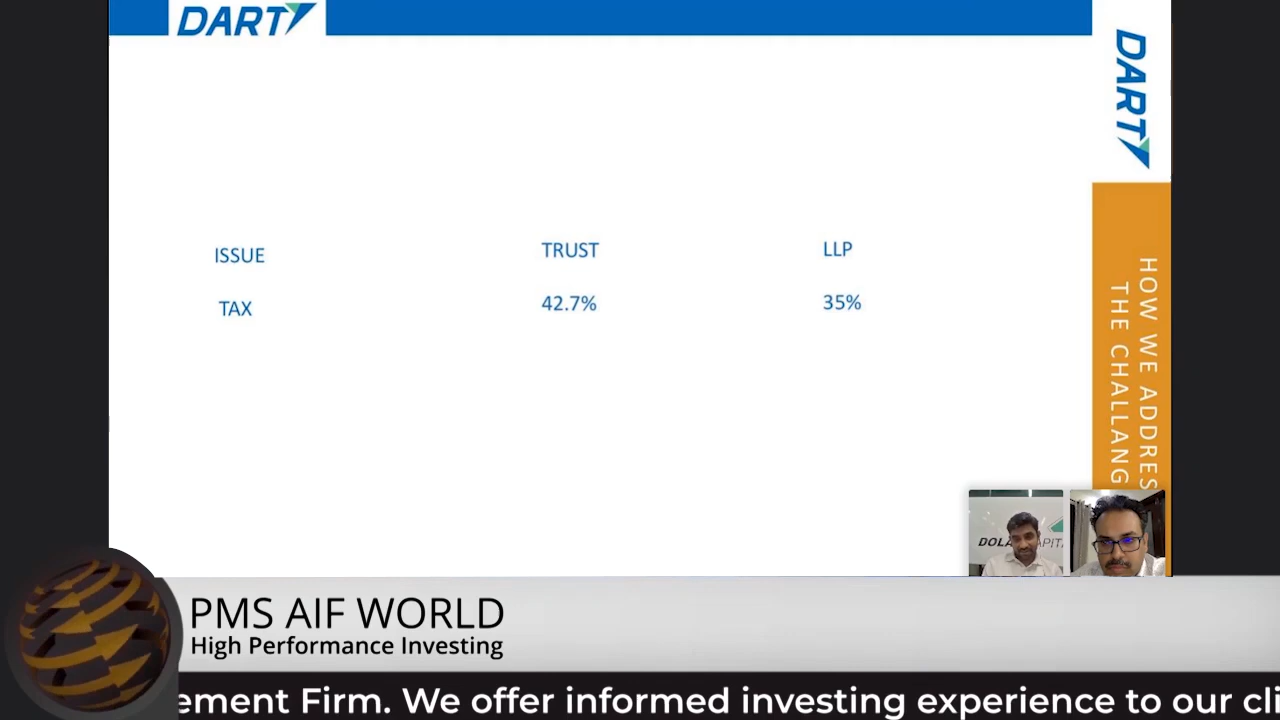 DART
DART
ISSUE TRUST LLP
TAX 42.7% 35%
HOW WE ADDRES
THE CHALLANG
DOLA
PMS AIF WORLD
High Performance Investing
ement Firm. We offer informed investing experience to our cli